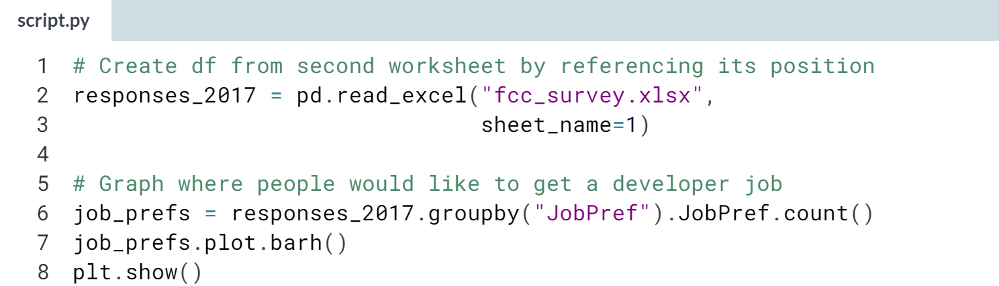 script.py
1 # Create df from second worksheet by referencing its position
2 responses_2017 = pd.read_excel("fcc_survey.xlsx",
3                                sheet_name=1)
4
5 # Graph where people would like to get a developer job
6 job_prefs = responses_2017.groupby("JobPref").JobPref.count()
7 job_prefs.plot.barh()
8 plt.show()